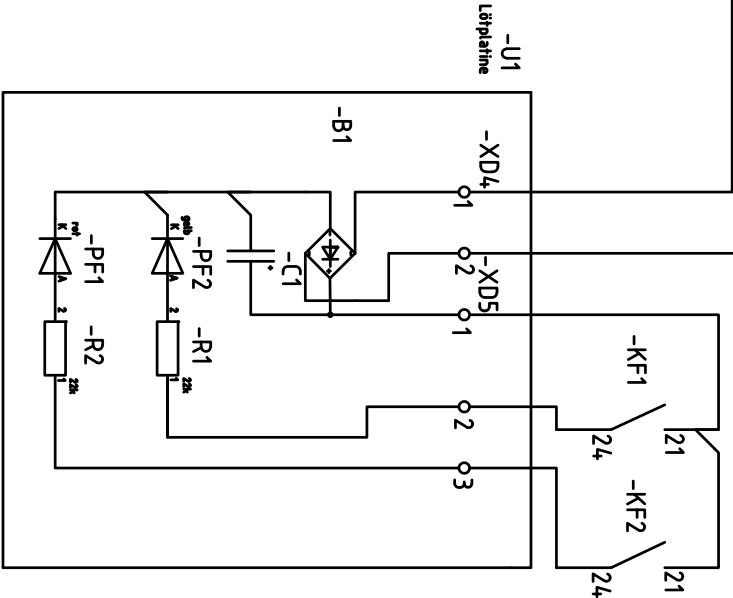 -U1
Lötplatine
-B1
-XD4
1
2
-XD5
1
2
3
-C1
+
+
-KF1
21
24
-KF2
21
24
gelb
K
A
-PF2
rot
K
A
-PF1
2
-R1
1
22k
2
-R2
1
22k